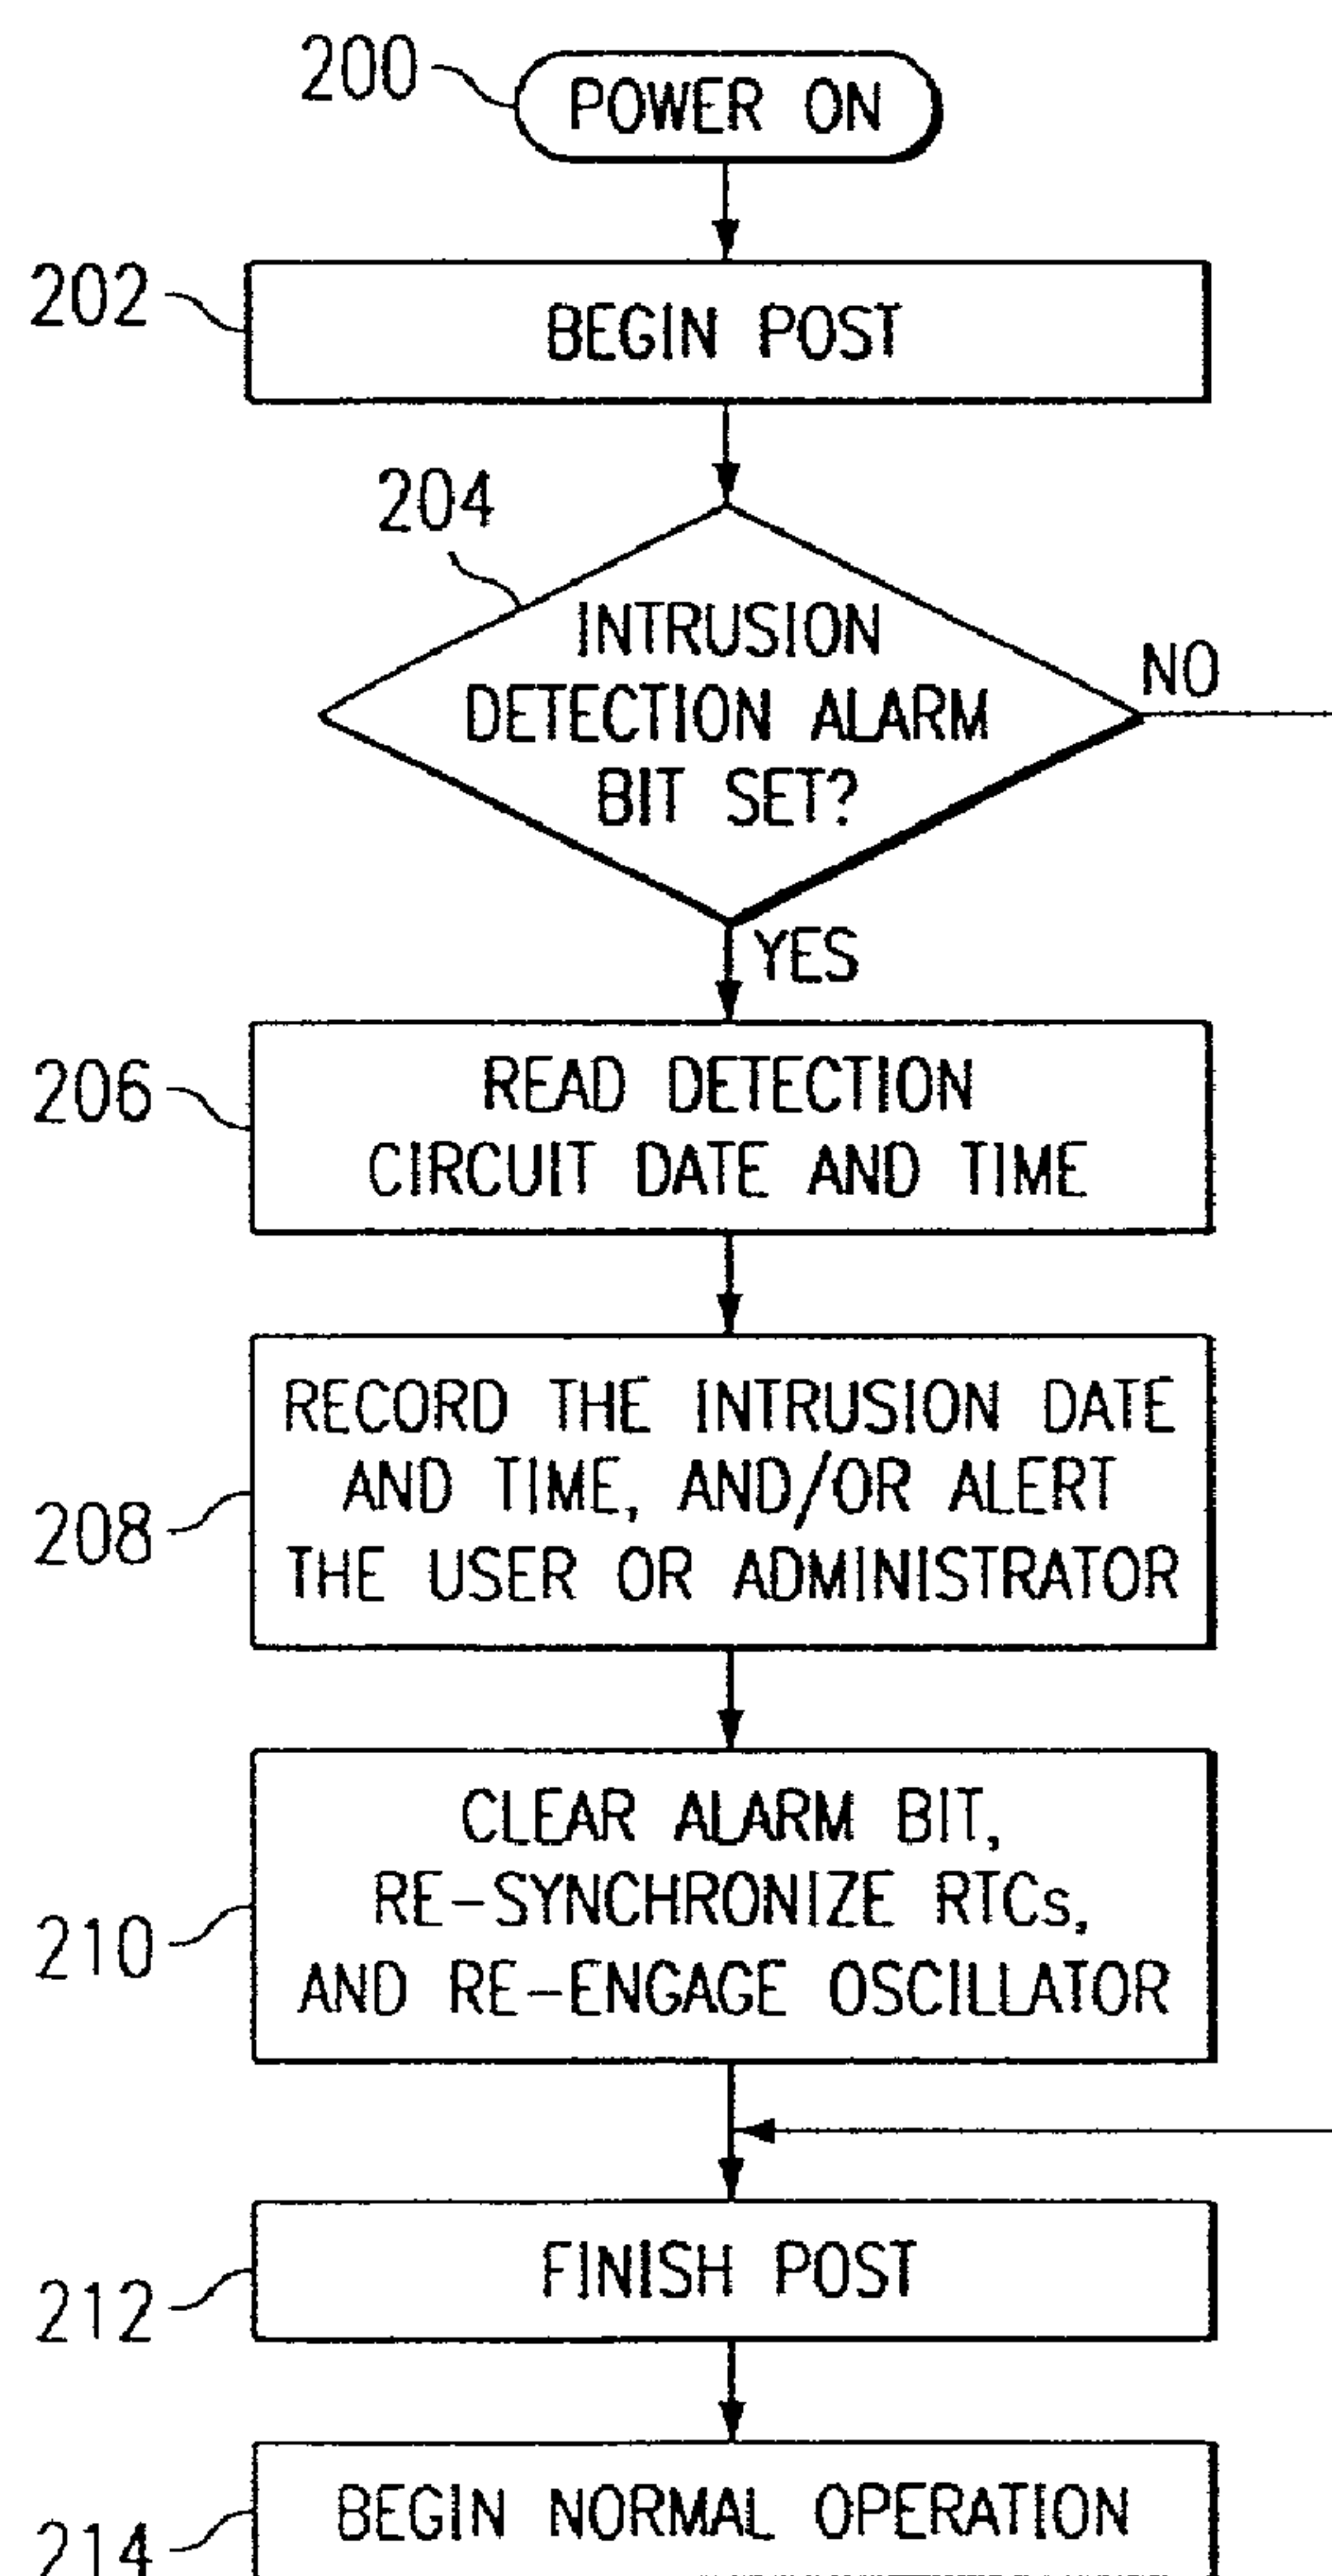 200
POWER ON
202
BEGIN POST
204
INTRUSION
DETECTION ALARM
BIT SET?
NO
YES
206
READ DETECTION
CIRCUIT DATE AND TIME
208
RECORD THE INTRUSION DATE
AND TIME, AND/OR ALERT
THE USER OR ADMINISTRATOR
210
CLEAR ALARM BIT,
RE-SYNCHRONIZE RTCs,
AND RE-ENGAGE OSCILLATOR
212
FINISH POST
214
BEGIN NORMAL OPERATION